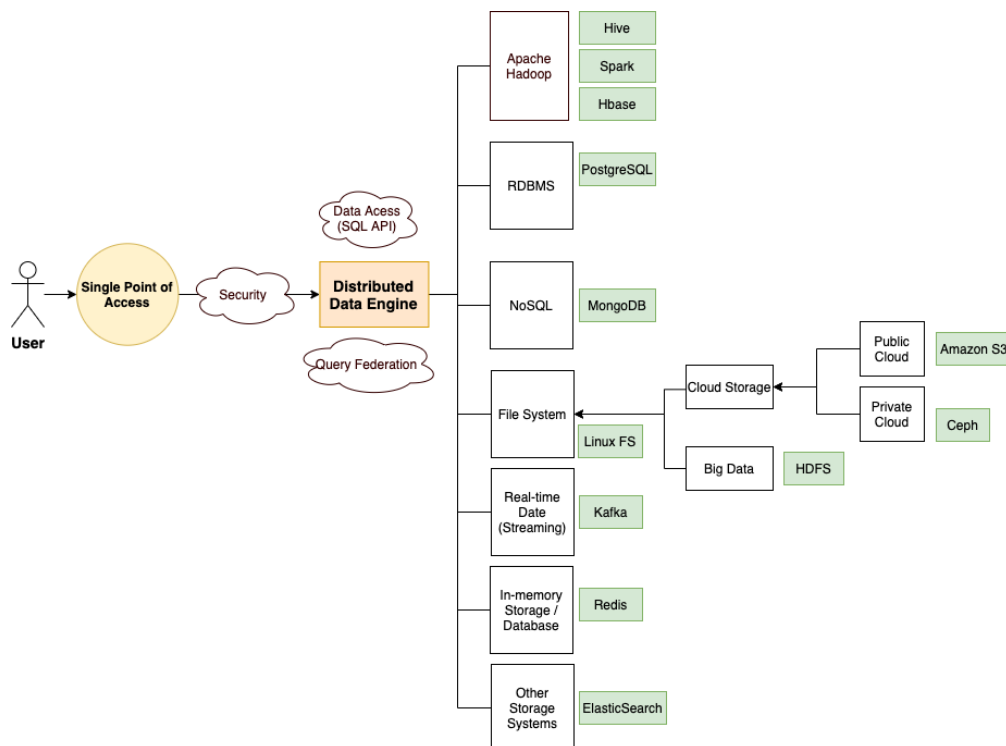 User
Single Point of
Access
Security
Data Acess
(SQL API)
Distributed
Data Engine
Query Federation
Apache
Hadoop
Hive
Spark
Hbase
RDBMS
PostgreSQL
NoSQL
MongoDB
File System
Linux FS
Cloud Storage
Public
Cloud
Amazon S3
Private
Cloud
Ceph
Big Data
HDFS
Real-time
Date
(Streaming)
Kafka
In-memory
Storage /
Database
Redis
Other
Storage
Systems
ElasticSearch